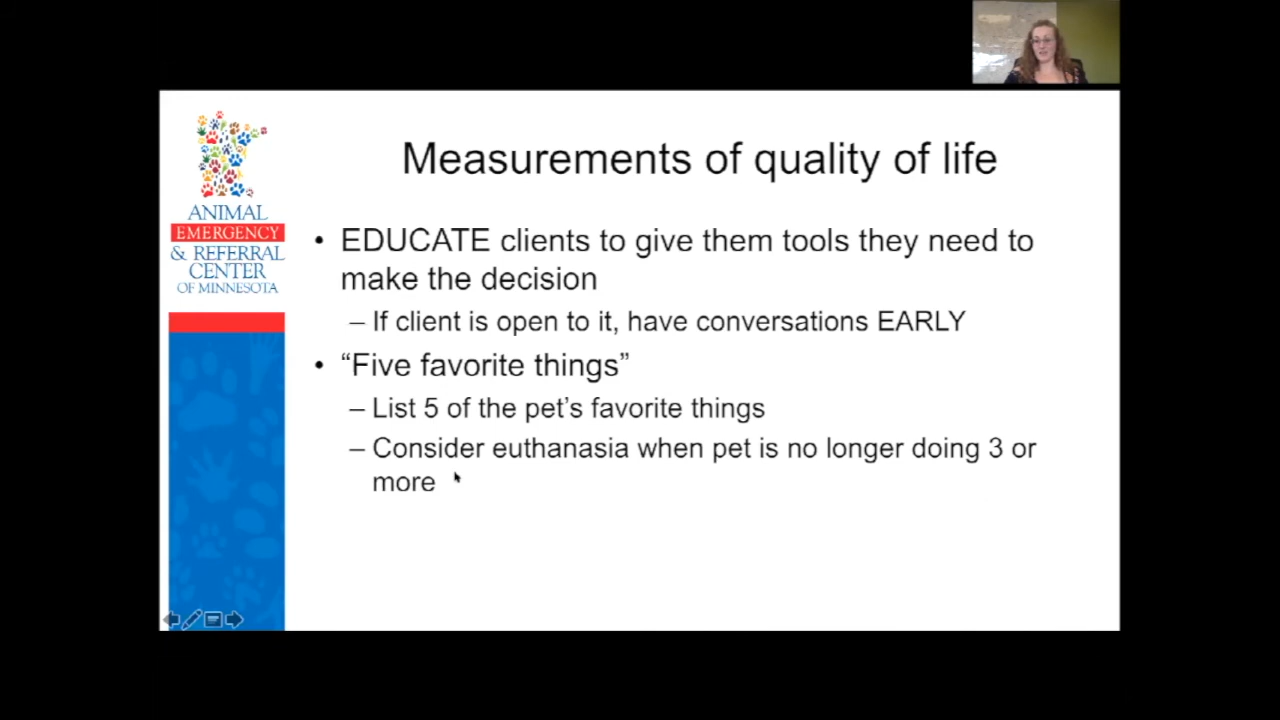 Measurements of quality of life
ANIMAL
EMERGENCY
& REFERRAL
CENTER
OF MINNESOTA
• EDUCATE clients to give them tools they need to
make the decision
– If client is open to it, have conversations EARLY
• “Five favorite things”
– List 5 of the pet’s favorite things
– Consider euthanasia when pet is no longer doing 3 or
more